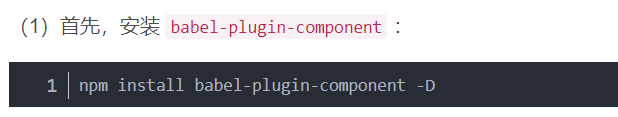 （1）首先，安装 babel-plugin-component ：
1 npm install babel-plugin-component -D